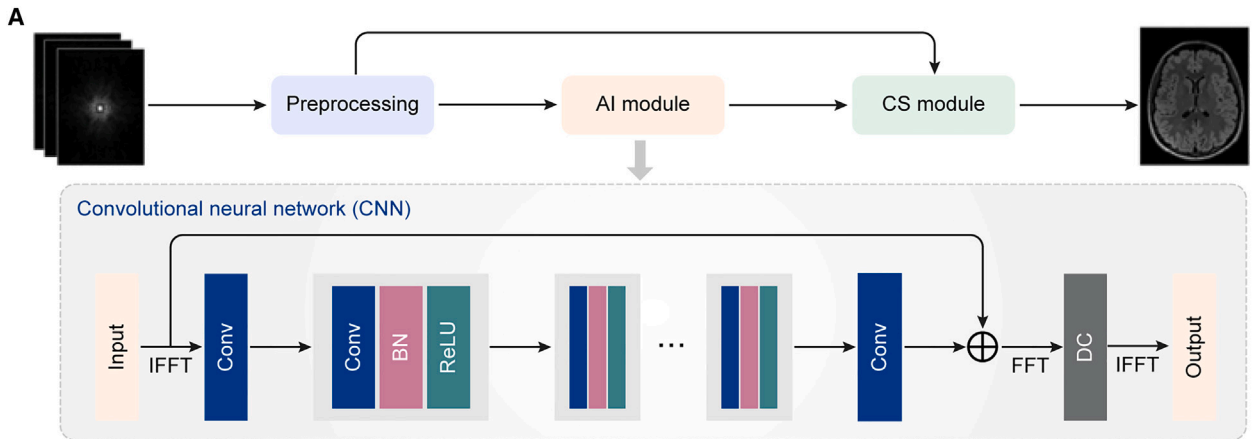 A
Preprocessing
AI module
CS module
Convolutional neural network (CNN)
Input
IFFT
Conv
Conv
BN
ReLU
...
Conv
FFT
DC
IFFT
Output